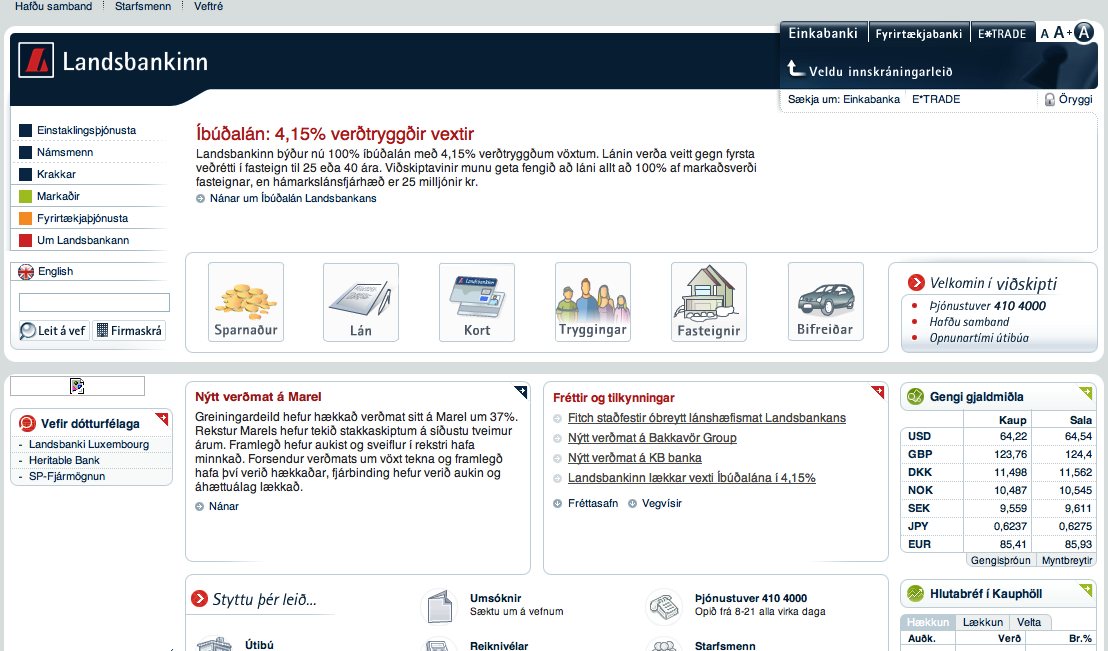 Hafðu samband
Starfsmenn
Veftré
Landsbankinn
Einkabanki
Fyrirtækjabanki
E*TRADE
A A+ A
Veldu innskráningarleið
Sækja um: Einkabanka
E*TRADE
Öryggi
Einstaklingsþjónusta
Námsmenn
Krakkar
Markaðir
Fyrirtækjaþjónusta
Um Landsbankann
English
Leit á vef
Firmaskrá
Íbúðalán: 4,15% verðtryggðir vextir
Landsbankinn býður nú 100% íbúðalán með 4,15% verðtryggðum vöxtum. Lánin verða veitt gegn fyrsta
veðrétti í fasteign til 25 eða 40 ára. Viðskiptavinir munu geta fengið að láni allt að 100% af markaðsverði
fasteignar, en hámarkslánsfjárhæð er 25 milljónir kr.
Nánar um Íbúðalán Landsbankans
Sparnaður
Lán
Landsbankinn
Kort
Tryggingar
Fasteignir
Bifreiðar
Velkomin í viðskipti
Þjónustuver 410 4000
Hafðu samband
Opnunartími útibúa
Vefir dótturfélaga
- Landsbanki Luxembourg
- Heritable Bank
- SP-Fjármögnun
Nýtt verðmat á Marel
Greiningardeild hefur hækkað verðmat sitt á Marel um 37%.
Rekstur Marels hefur tekið stakkaskiptum á síðustu tveimur
árum. Framlegð hefur aukist og sveiflur í rekstri hafa
minnkað. Forsendur verðmats um vöxt tekna og framlegð
hafa því verið hækkaðar, fjárbinding hefur verið aukin og
áhættuálag lækkað.
Nánar
Fréttir og tilkynningar
Fitch staðfestir óbreytt lánshæfismat Landsbankans
Nýtt verðmat á Bakkavör Group
Nýtt verðmat á KB banka
Landsbankinn lækkar vexti Íbúðalána í 4,15%
Fréttasafn
Vegvísir
Gengi gjaldmiðla
Kaup Sala
USD 64,22 64,54
GBP 123,76 124,4
DKK 11,498 11,562
NOK 10,487 10,545
SEK 9,559 9,611
JPY 0,6237 0,6275
EUR 85,41 85,93
Gengisþróun Myntbreytir
Styttu þér leið...
Umsóknir
Sæktu um á vefnum
Þjónustuver 410 4000
Opið frá 8-21 alla virka daga
Útibú
Reiknivélar
Starfsmenn
Hlutabréf í Kauphöll
Hækkun Lækkun Velta
Auðk. Verð Br.%